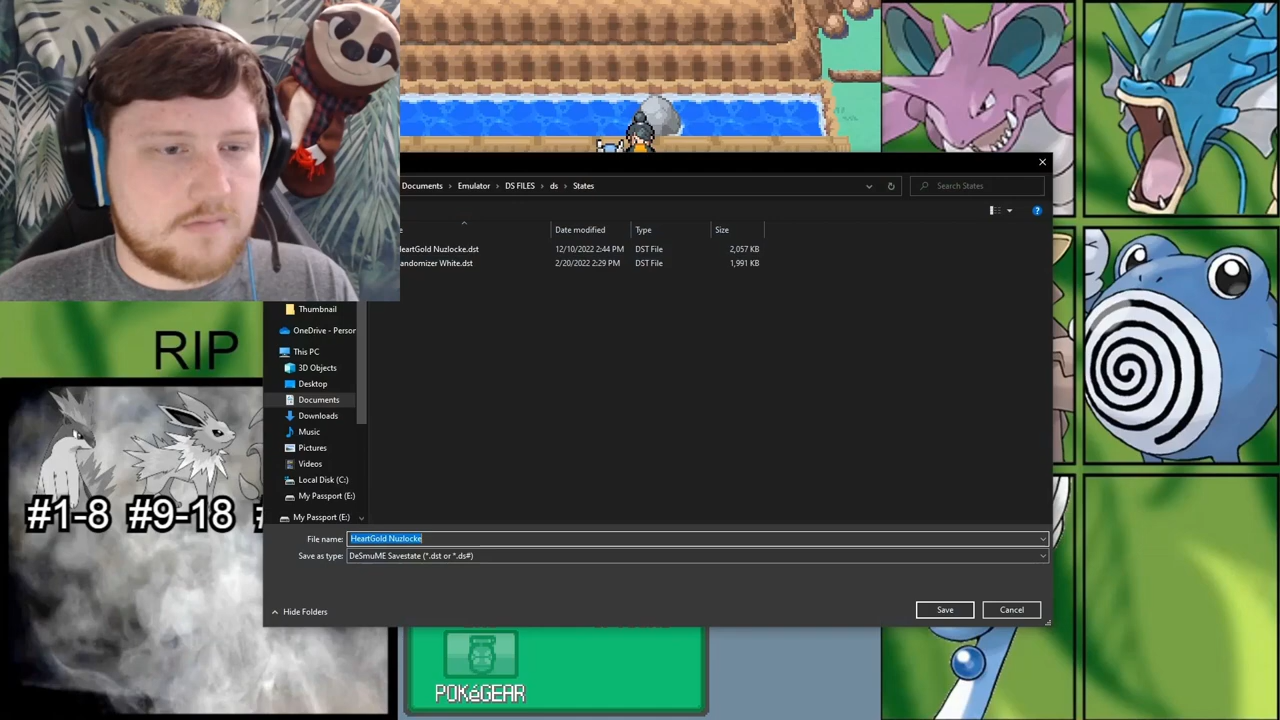 Documents > Emulator > DS FILES > ds > States
Search States
Date modified
Type
Size
HeartGold Nuzlocke.dst 12/10/2022 2:44 PM DST File 2,057 KB
Randomizer White.dst 2/20/2022 2:29 PM DST File 1,991 KB
Thumbnail
OneDrive - Person
This PC
3D Objects
Desktop
Documents
Downloads
Music
Pictures
Videos
Local Disk (C:)
My Passport (E:)
My Passport (E:)
RIP
#1-8 #9-18 #
File name: HeartGold Nuzlocke
Save as type: DeSmuME Savestate (*.dst or *.ds#)
Hide Folders
Save
Cancel
POKéGEAR